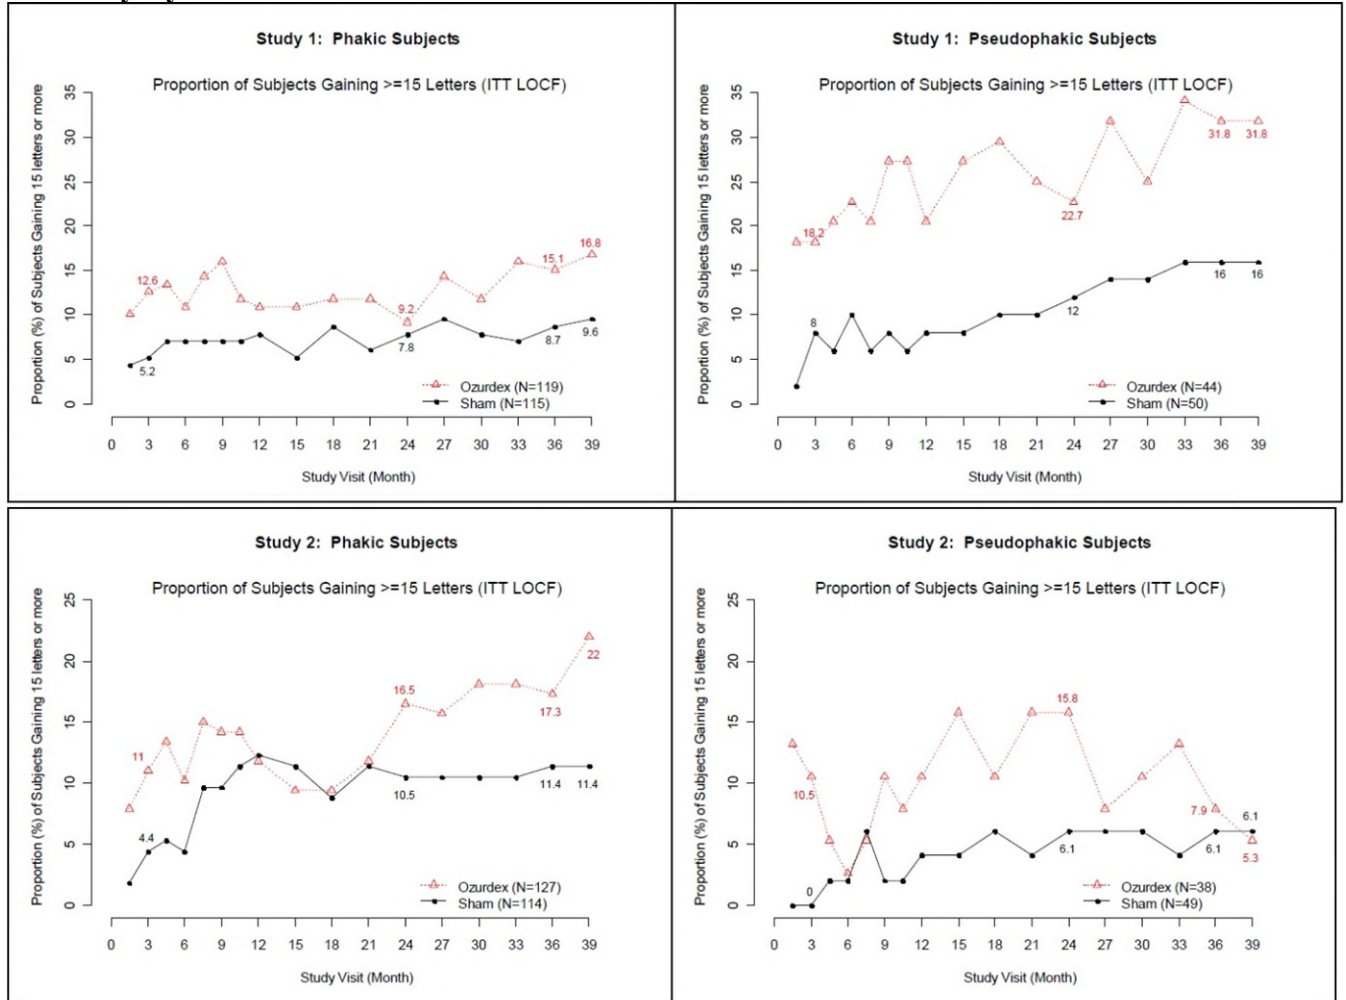 Study 1: Phakic Subjects
Proportion of Subjects Gaining >=15 Letters (ITT LOCF)
Proportion (%) of Subjects Gaining 15 letters or more
35
30
25
20
15
10
5
0
12.6
5.2
9.2
7.8
15.1
16.8
8.7
9.6
Ozurdex (N=119)
Sham (N=115)
0 3 6 9 12 15 18 21 24 27 30 33 36 39
Study Visit (Month)
Study 1: Pseudophakic Subjects
Proportion of Subjects Gaining >=15 Letters (ITT LOCF)
Proportion (%) of Subjects Gaining 15 letters or more
35
30
25
20
15
10
5
0
18.2
8
22.7
12
31.8 31.8
16 16
Ozurdex (N=44)
Sham (N=50)
0 3 6 9 12 15 18 21 24 27 30 33 36 39
Study Visit (Month)
Study 2: Phakic Subjects
Proportion of Subjects Gaining >=15 Letters (ITT LOCF)
Proportion (%) of Subjects Gaining 15 letters or more
25
20
15
10
5
0
11
4.4
16.5
10.5
17.3
22
11.4 11.4
Ozurdex (N=127)
Sham (N=114)
0 3 6 9 12 15 18 21 24 27 30 33 36 39
Study Visit (Month)
Study 2: Pseudophakic Subjects
Proportion of Subjects Gaining >=15 Letters (ITT LOCF)
Proportion (%) of Subjects Gaining 15 letters or more
25
20
15
10
5
0
10.5
0
15.8
6.1
7.9
6.1
6.1
5.3
Ozurdex (N=38)
Sham (N=49)
0 3 6 9 12 15 18 21 24 27 30 33 36 39
Study Visit (Month)